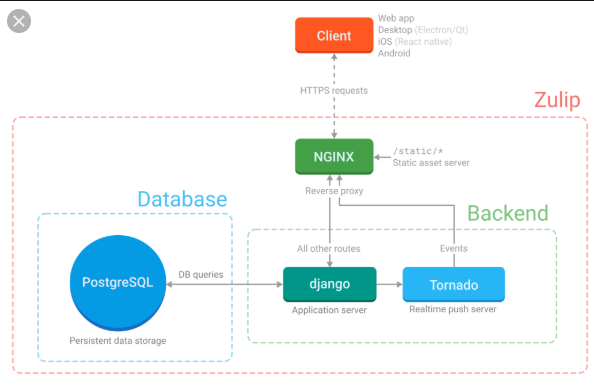 Web app
Desktop (Electron/Qt)
Client
iOS (React native)
Android
HTTPS requests
Zulip
NGINX
/static/*
Static asset server
Reverse proxy
Database
Backend
All other routes
Events
PostgreSQL
DB queries
django
Tornado
Application server
Realtime push server
Persistent data storage